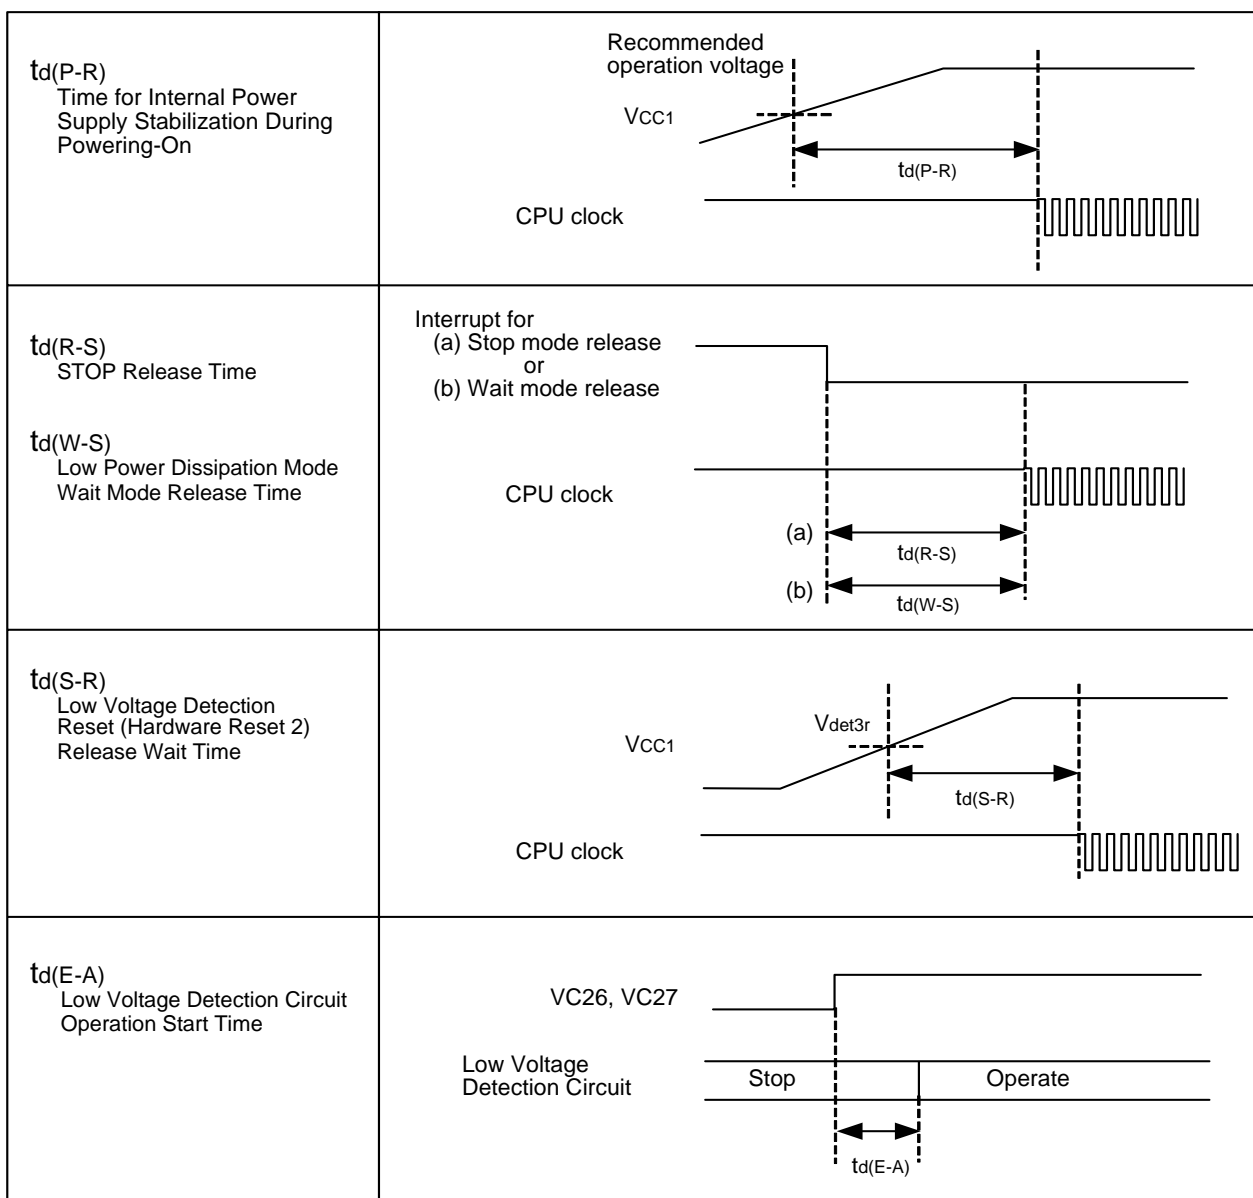 td(P-R)
Time for Internal Power
Supply Stabilization During
Powering-On
Recommended
operation voltage
VCC1
td(P-R)
CPU clock
td(R-S)
STOP Release Time
td(W-S)
Low Power Dissipation Mode
Wait Mode Release Time
Interrupt for
(a) Stop mode release
or
(b) Wait mode release
CPU clock
(a)
td(R-S)
(b)
td(W-S)
td(S-R)
Low Voltage Detection
Reset (Hardware Reset 2)
Release Wait Time
Vdet3r
VCC1
td(S-R)
CPU clock
td(E-A)
Low Voltage Detection Circuit
Operation Start Time
VC26, VC27
Low Voltage
Detection Circuit
Stop
Operate
td(E-A)